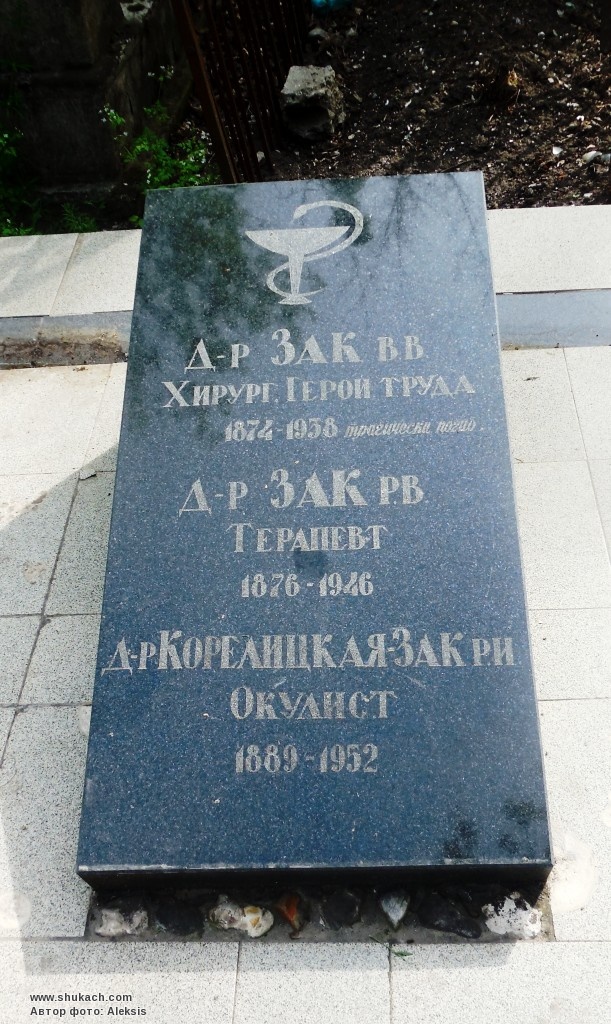 Д-р ЗАК В.В
Хирург, Герой труда
1874-1938 трагически погиб.
Д-р ЗАК Р.В
Терапевт
1876-1946
Д-р КОРЕЛИЦКАЯ-ЗАК Р.И
Окулист
1889-1952
www.shukach.com
Автор фото: Aleksis